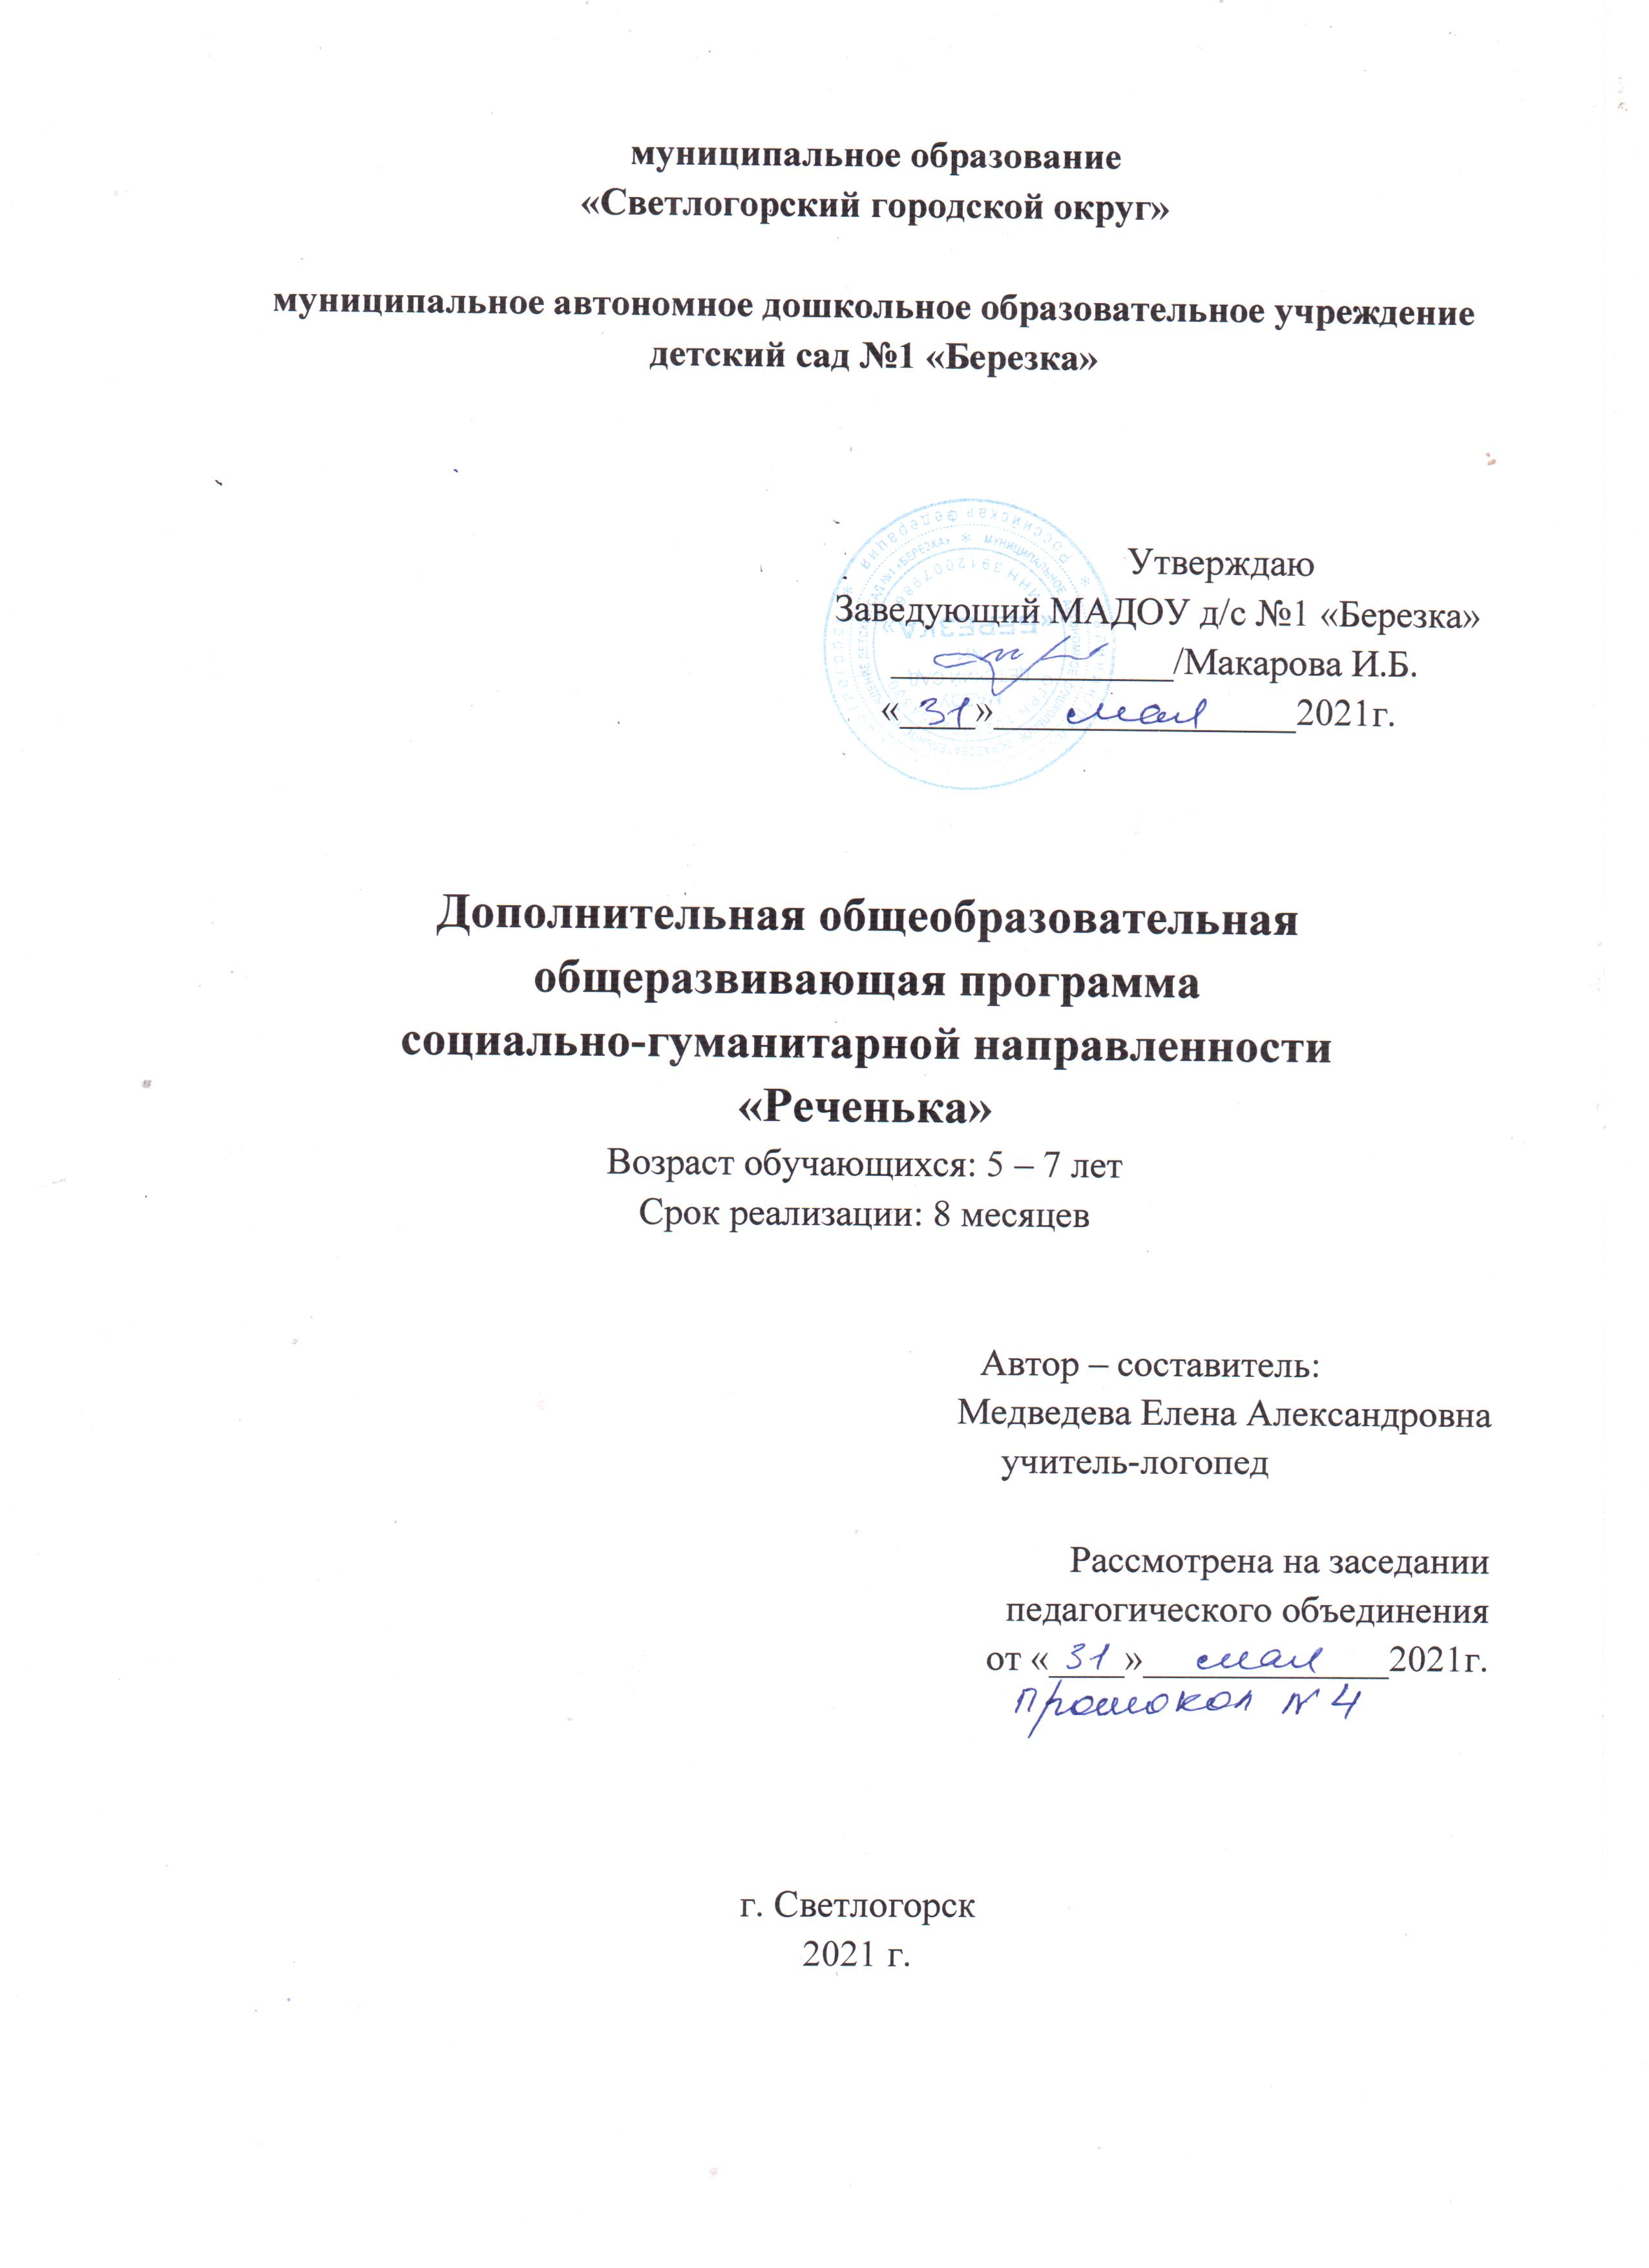 муниципальное образование
«Светлогорский городской округ»
муниципальное автономное дошкольное образовательное учреждение
детский сад №1 «Березка»
Утверждаю
Заведующий МАДОУ д/с №1 «Березка»
/Макарова И.Б.
«31» мая 2021г.
Дополнительная общеобразовательная
общеразвивающая программа
социально-гуманитарной направленности
«Реченька»
Возраст обучающихся: 5 – 7 лет
Срок реализации: 8 месяцев
Автор – составитель:
Медведева Елена Александровна
учитель-логопед
Рассмотрена на заседании
педагогического объединения
от «31» мая 2021г.
протокол № 4
г. Светлогорск
2021 г.